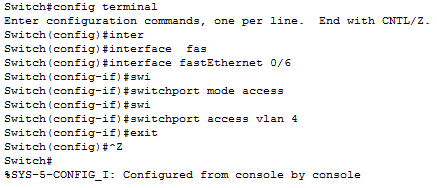 Switch#config terminal
Enter configuration commands, one per line.  End with CNTL/Z.
Switch(config)#inter
Switch(config)#interface  fas
Switch(config)#interface  fastEthernet 0/6
Switch(config-if)#swi
Switch(config-if)#switchport mode access
Switch(config-if)#swi
Switch(config-if)#switchport access vlan 4
Switch(config-if)#exit
Switch(config)#^Z
Switch#
%SYS-5-CONFIG_I: Configured from console by console